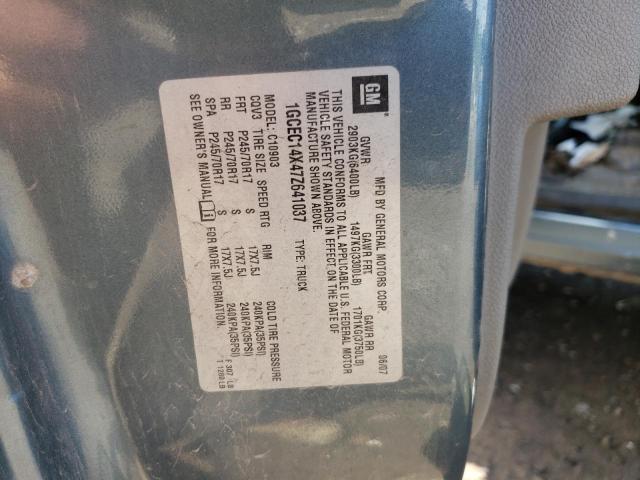 GM
MFD BY GENERAL MOTORS CORP. 06/07
GVWR GAWR FRT GAWR RR
2903KG(6400LB) 1497KG(3300LB) 1701KG(3750LB)
THIS VEHICLE CONFORMS TO ALL APPLICABLE U.S. FEDERAL MOTOR
VEHICLE SAFETY STANDARDS IN EFFECT ON THE DATE OF
MANUFACTURE SHOWN ABOVE.
1GCEC14X47Z641037 TYPE: TRUCK
MODEL: C10903
CQV3 TIRE SIZE SPEED RTG RIM COLD TIRE PRESSURE
FRT P245/70R17 S 17X7.5J 240KPA(35PSI)
RR P245/70R17 S 17X7.5J 240KPA(35PSI)
SPA P245/70R17 S 17X7.5J 240KPA(35PSI)
SEE OWNER'S MANUAL FOR MORE INFORMATION.
F 307 LB
T 1288 LB